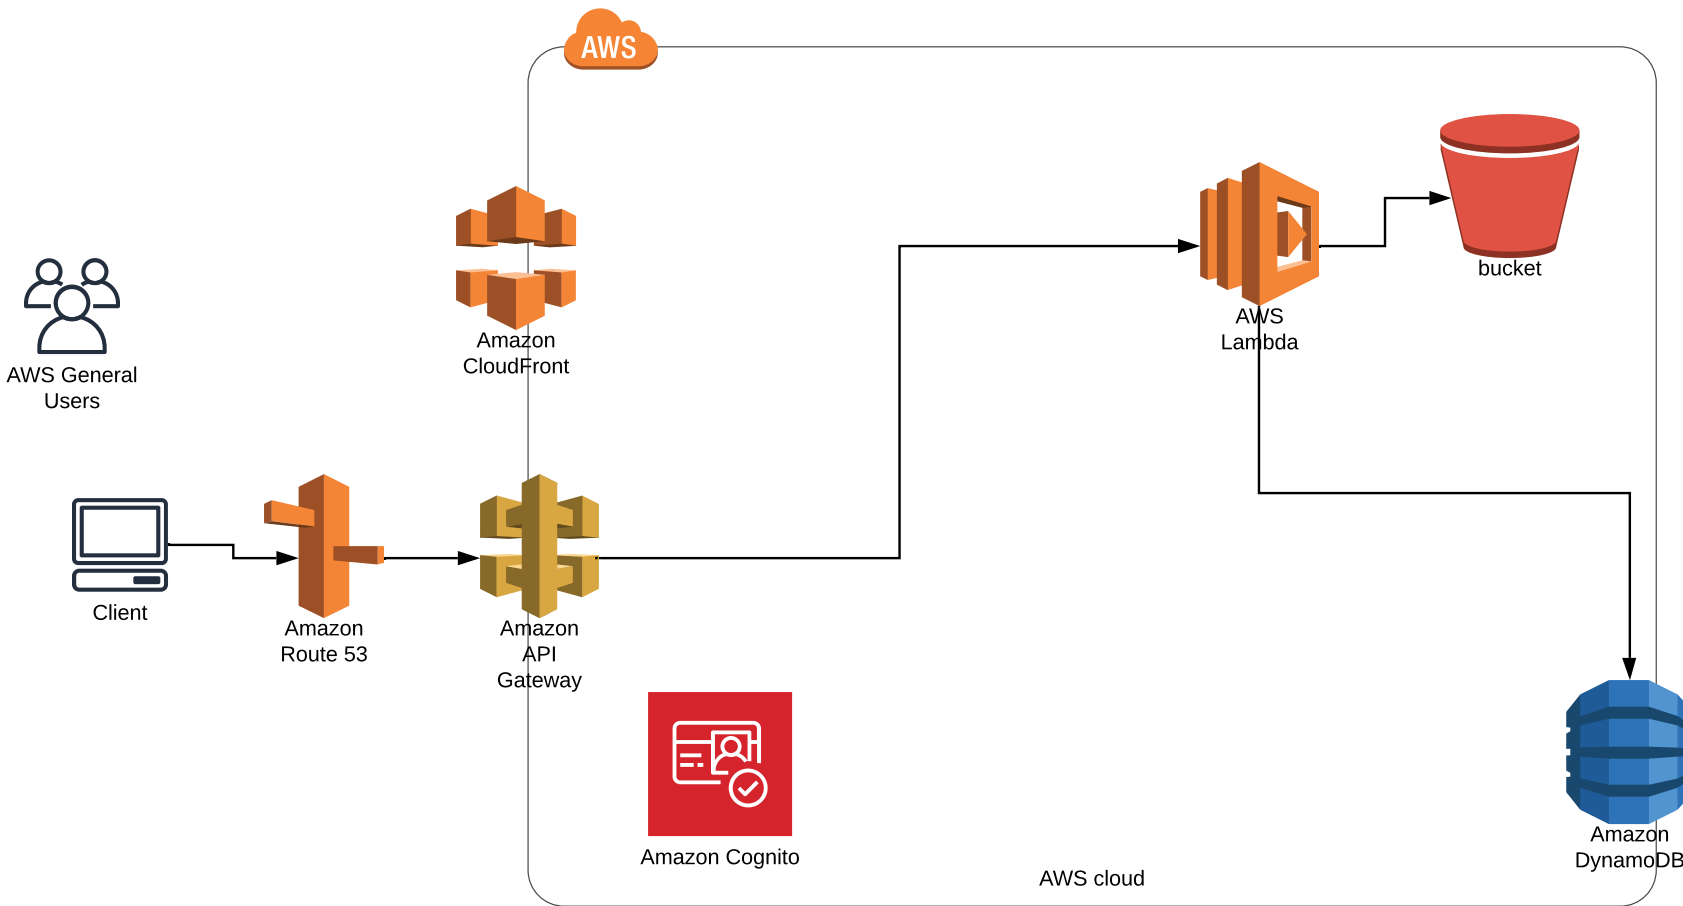 AWS
bucket
AWS
Lambda
Amazon
CloudFront
AWS General
Users
Client
Amazon
Route 53
Amazon
API
Gateway
Amazon Cognito
Amazon
DynamoDB
AWS cloud